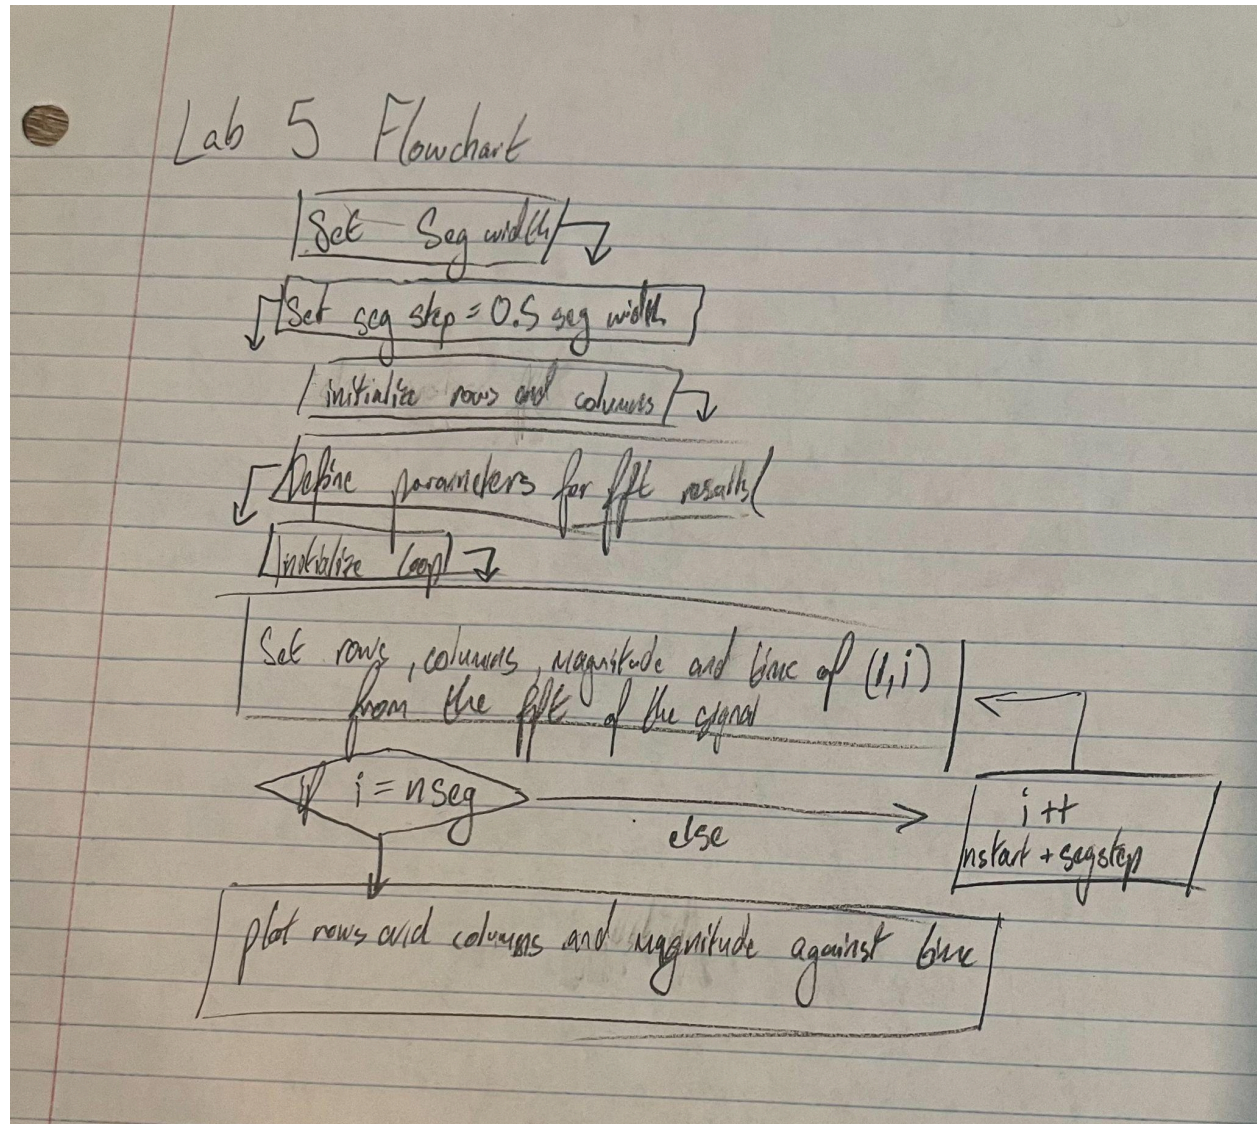 Lab 5 Flowchart
Set Seg width
Set seg step = 0.5 seg width
initialize rows and columns
Define parameters for fft results
initialize loop
Set rows, columns, magnitude and time of (1,i)
from the fft of the signal
if i = nseg
else
i ++
nstart + segstep
plot rows and columns and magnitude against time